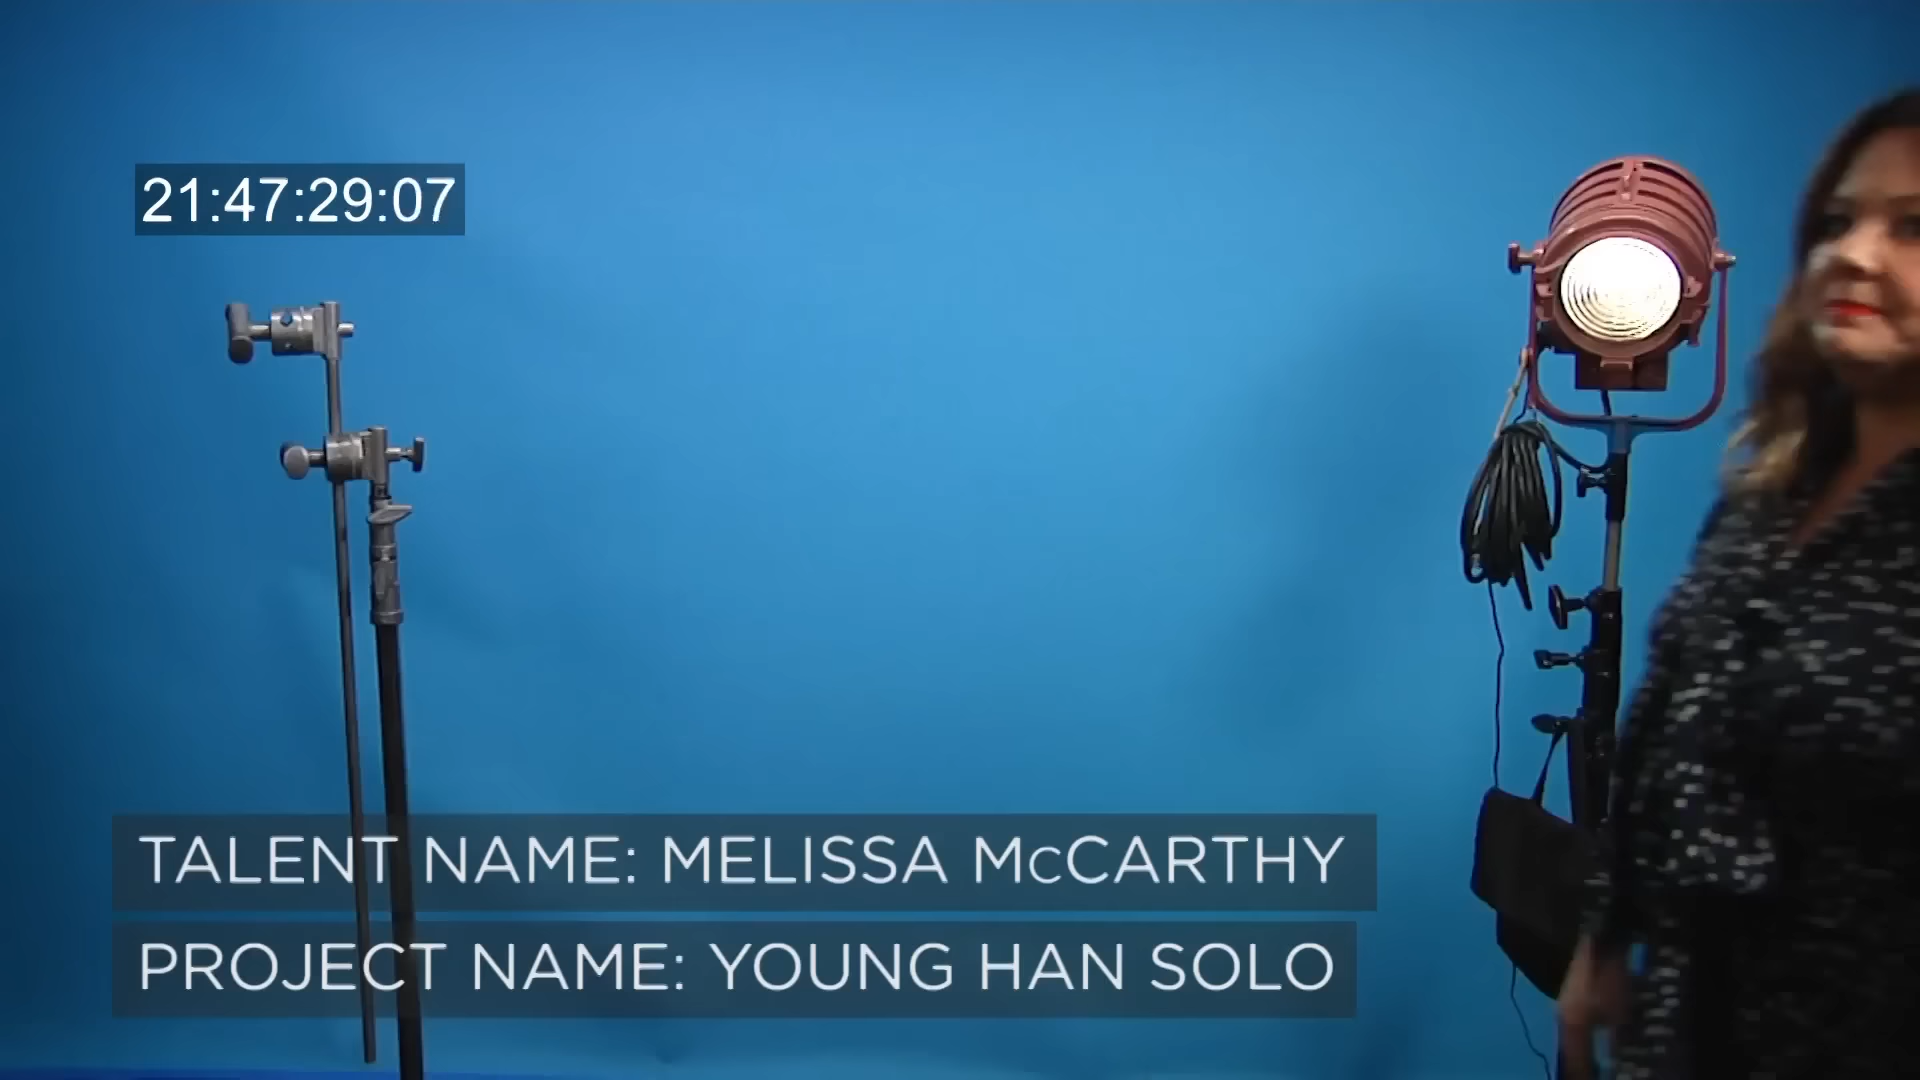 21:47:29:07
TALENT NAME: MELISSA McCARTHY
PROJECT NAME: YOUNG HAN SOLO